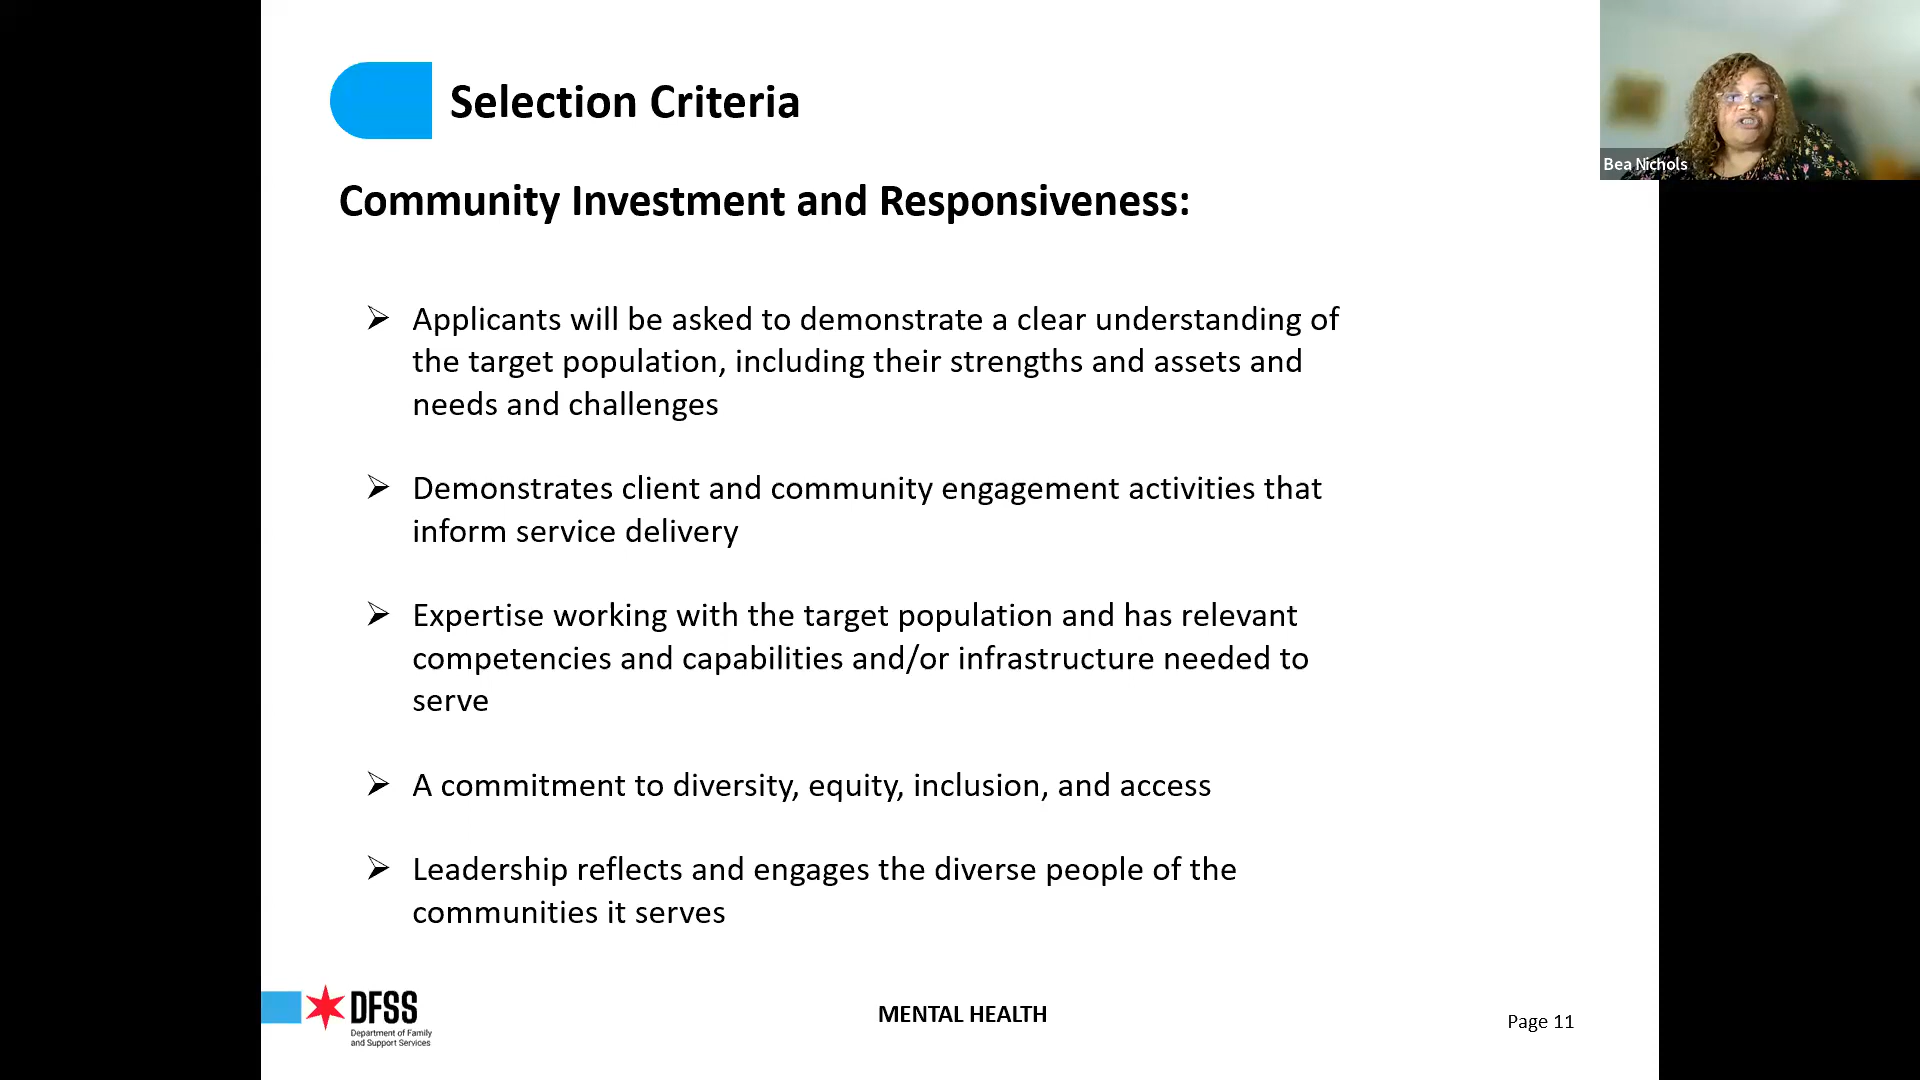 Selection Criteria
Bea Nichols
Community Investment and Responsiveness:
➢ Applicants will be asked to demonstrate a clear understanding of
the target population, including their strengths and assets and
needs and challenges
➢ Demonstrates client and community engagement activities that
inform service delivery
➢ Expertise working with the target population and has relevant
competencies and capabilities and/or infrastructure needed to
serve
➢ A commitment to diversity, equity, inclusion, and access
➢ Leadership reflects and engages the diverse people of the
communities it serves
DFSS
Department of Family
and Support Services
MENTAL HEALTH
Page 11